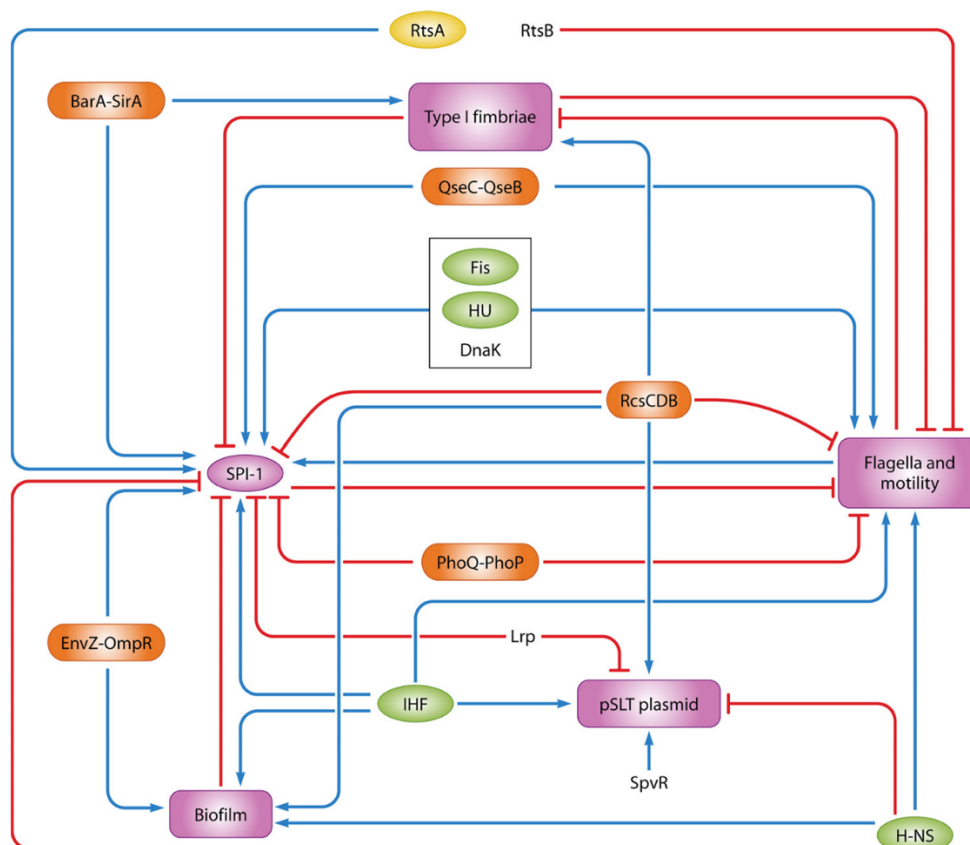 RtsA
RtsB
BarA-SirA
Type I fimbriae
QseC-QseB
Fis
HU
DnaK
RcsCDB
SPI-1
Flagella and
motility
PhoQ-PhoP
EnvZ-OmpR
Lrp
IHF
pSLT plasmid
SpvR
Biofilm
H-NS